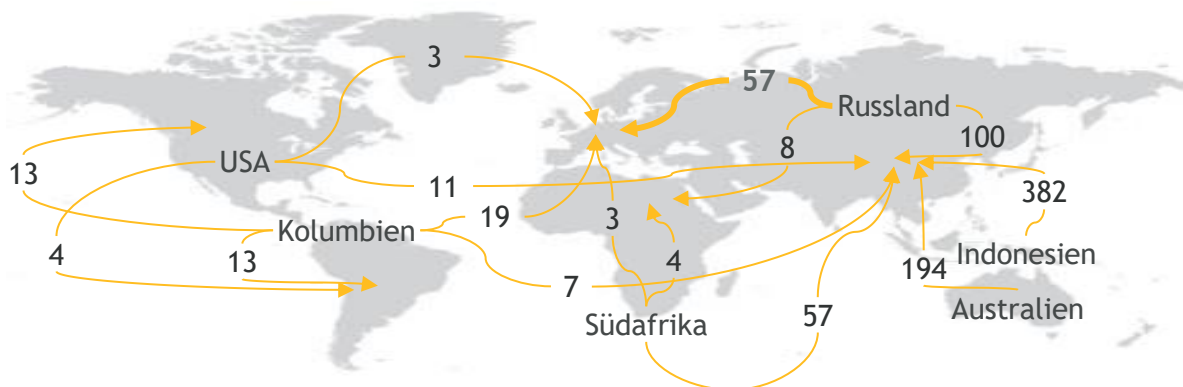 3
57
Russland
100
13
USA
8
11
382
19
3
Kolumbien
4
13
4
Indonesien
7
194
Australien
Südafrika
57